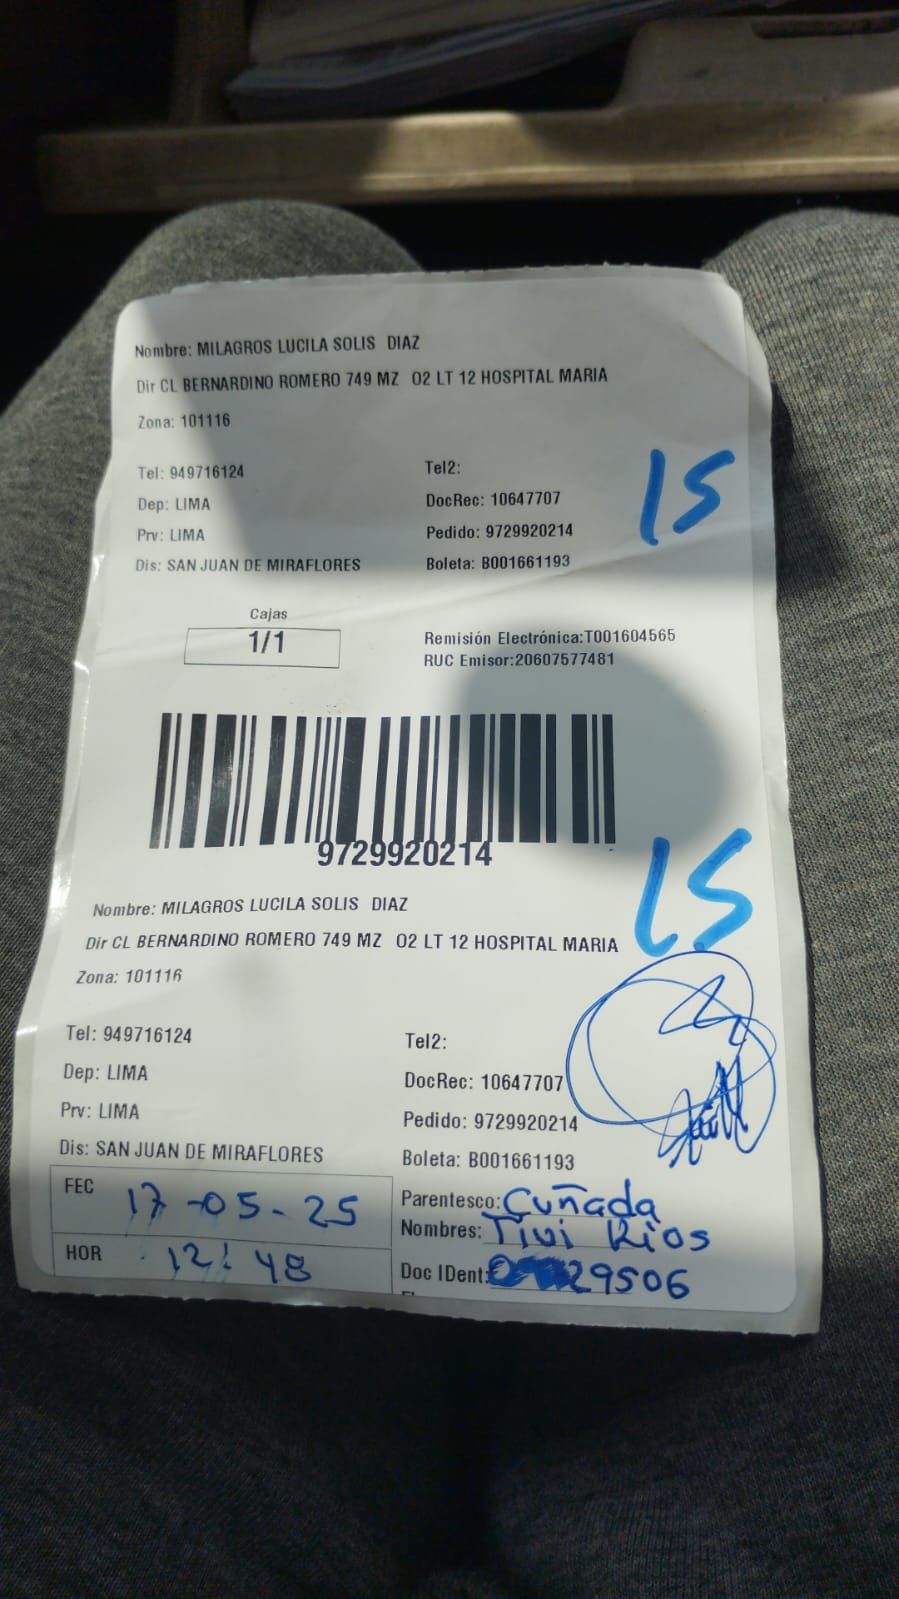 Nombre: MILAGROS LUCILA SOLIS DIAZ
Dir CL BERNARDINO ROMERO 749 MZ O2 LT 12 HOSPITAL MARIA
Zona: 101116
Tel: 949716124 Tel2:
Dep: LIMA DocRec: 10647707
Prv: LIMA Pedido: 9729920214
Dis: SAN JUAN DE MIRAFLORES Boleta: B001661193
15
Cajas
1/1
Remisión Electrónica:T001604565
RUC Emisor:20607577481
9729920214
15
Nombre: MILAGROS LUCILA SOLIS DIAZ
Dir CL BERNARDINO ROMERO 749 MZ O2 LT 12 HOSPITAL MARIA
Zona: 101116
Tel: 949716124 Tel2:
Dep: LIMA DocRec: 10647707
Prv: LIMA Pedido: 9729920214
Dis: SAN JUAN DE MIRAFLORES Boleta: B001661193
FEC 17-05-25
HOR 12:48
Parentesco: Cuñada
Nombres: Tivi Rios
Doc IDent: